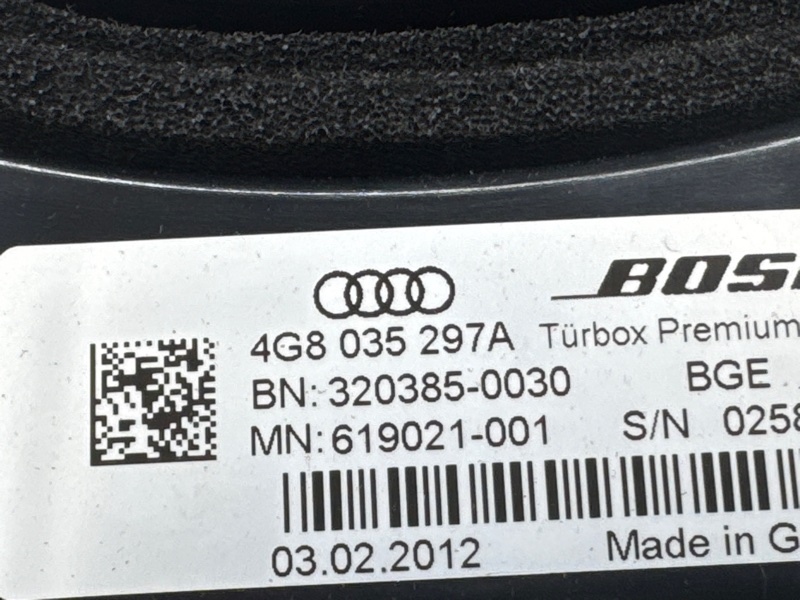 BOS
4G8 035 297A Türbox Premium
BN: 320385-0030 BGE
MN: 619021-001 S/N 0258
03.02.2012 Made in G